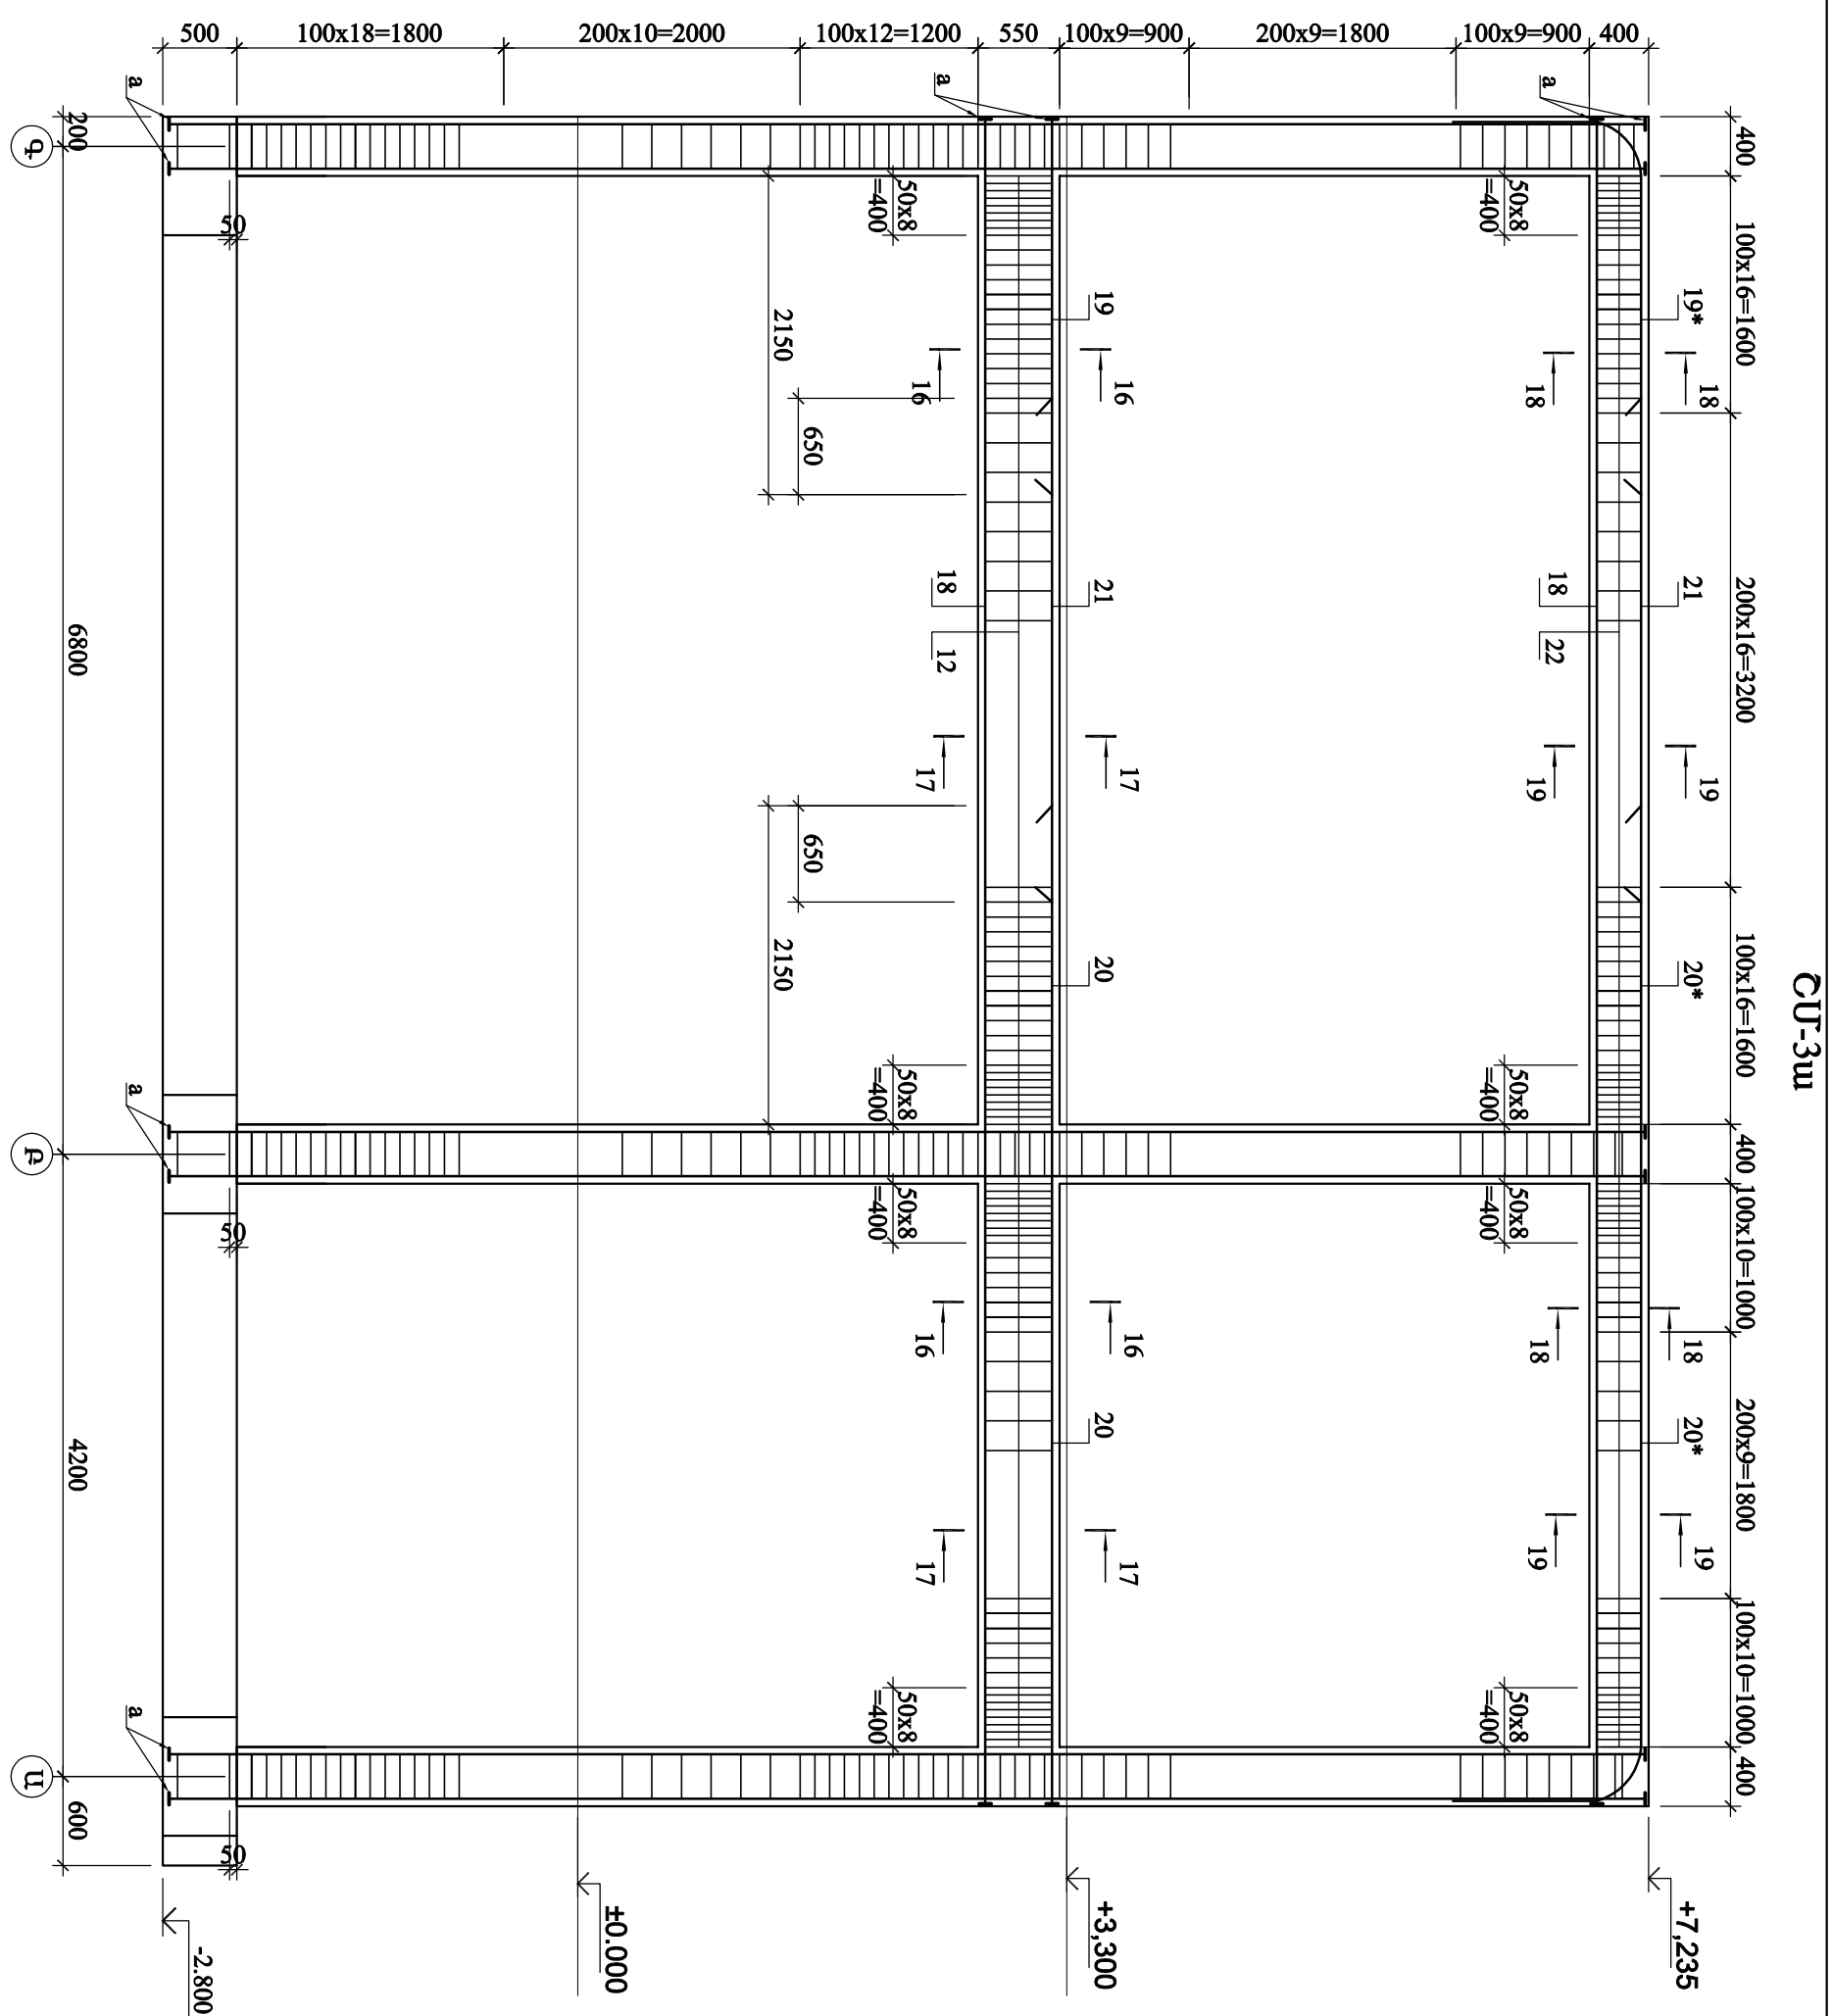 ՇՄ-3ա
400
100x16=1600
200x16=3200
100x16=1600
400
100x10=1000
200x9=1800
100x10=1000
400
+7,235
19*
18
21
19
20*
18
20*
19
a
18
18
22
19
18
19
50x8
=400
50x8
=400
50x8
=400
50x8
=400
400
100x9=900
200x9=1800
100x9=900
550
100x12=1200
200x10=2000
100x18=1800
500
+3,300
19
16
21
17
20
16
20
17
a
16
18
12
17
16
17
50x8
=400
50x8
=400
50x8
=400
50x8
=400
650
650
2150
2150
±0.000
50
50
50
-2.800
a
a
a
200
6800
4200
600
Գ
Բ
Ա